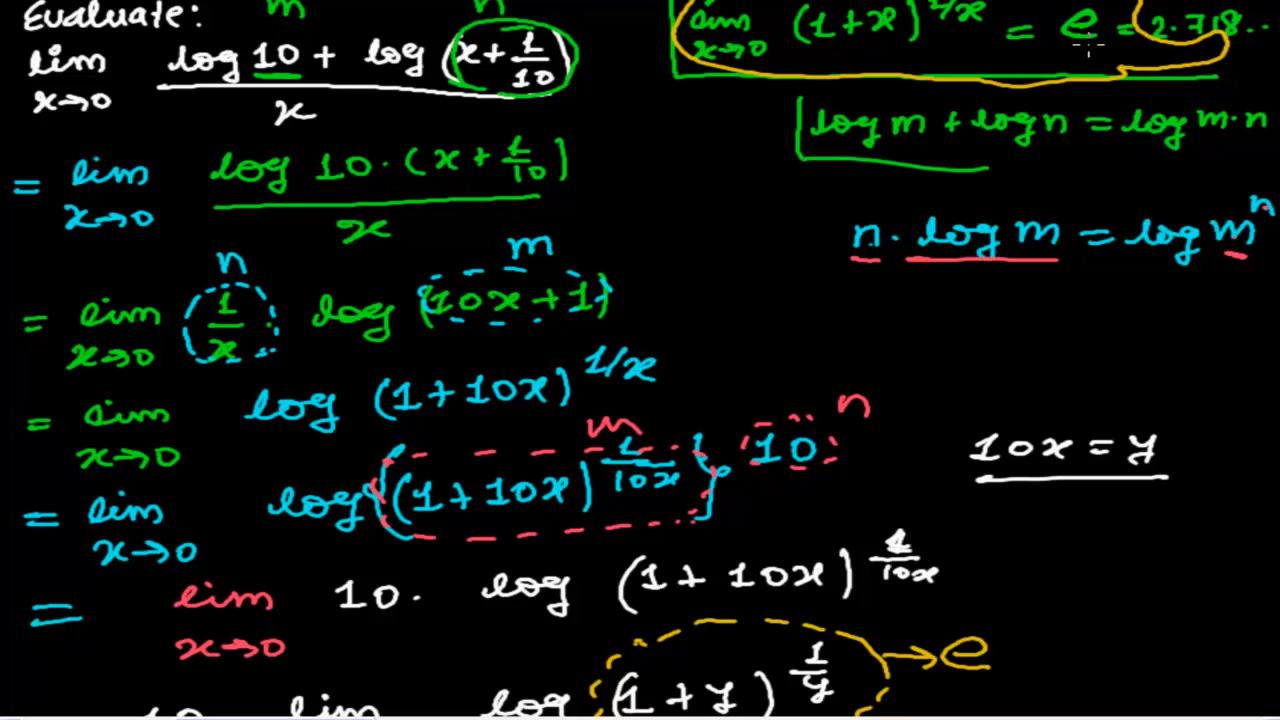 Evaluate: m n
lim x→0 (log 10 + log (x + 1/10)) / x
= lim x→0 (log 10 · (x + 1/10)) / x
n m
= lim x→0 1/x · log (10x + 1)
= lim x→0 log (1 + 10x)^1/x
m n
= lim x→0 log {(1 + 10x)^1/10x} · 10
= lim x→0 10 · log (1 + 10x)^1/10x
10 lim log (1 + y)^1/y → e
lim x→0 (1 + x)^1/x = e = 2.718..
log m + log n = log m · n
n · log m = log m^n
10x = y